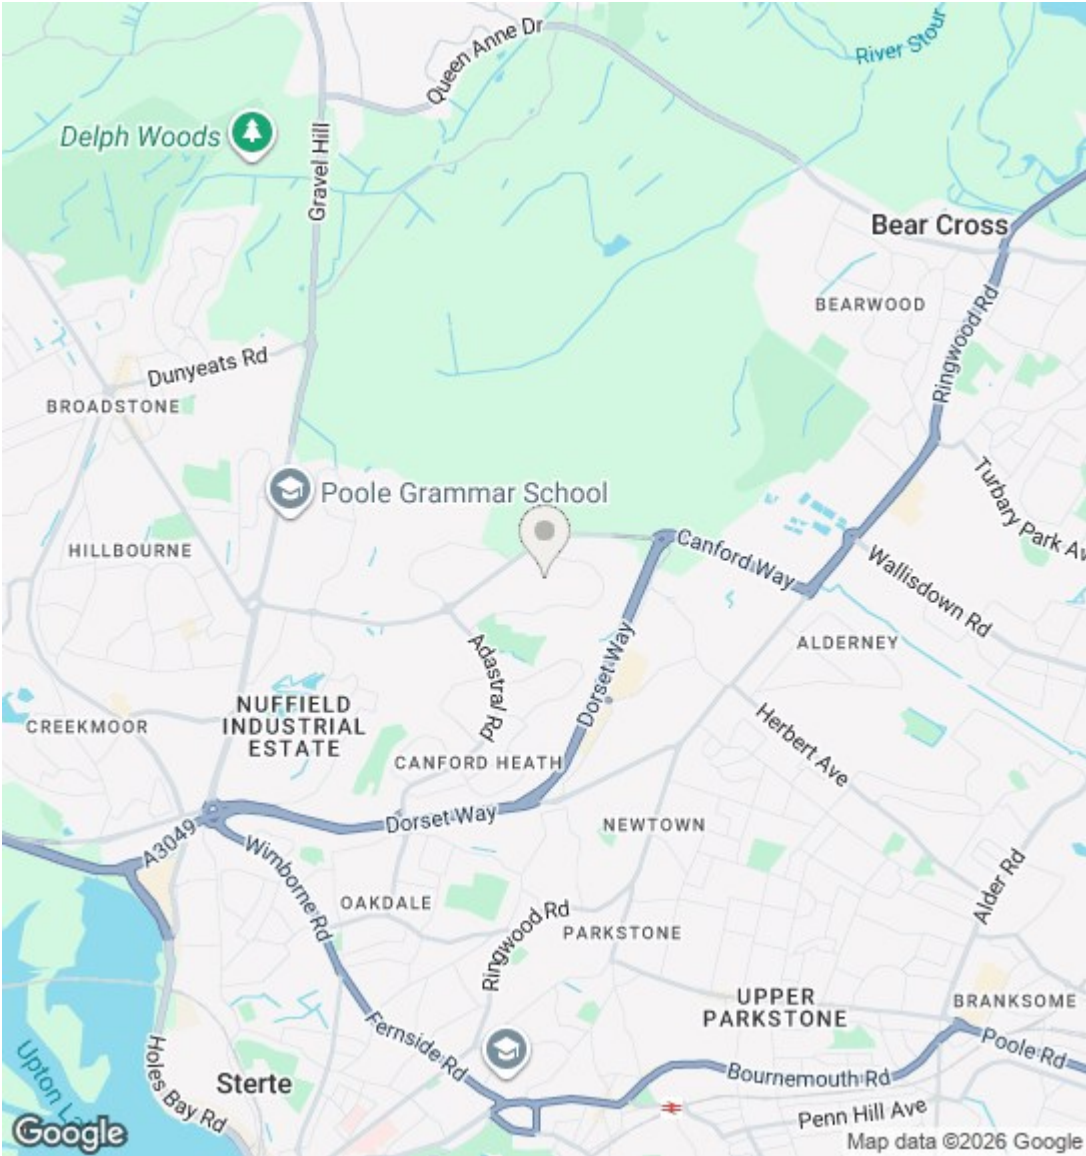 Queen Anne Dr
River Stour
Delph Woods
Gravel Hill
Bear Cross
BEARWOOD
Ringwood Rd
Dunyeats Rd
BROADSTONE
Turbary Park Av
Poole Grammar School
HILLBOURNE
Canford Way
Wallisdown Rd
ALDERNEY
Adastral Rd
Dorset Way
NUFFIELD
INDUSTRIAL
ESTATE
CREEKMOOR
Herbert Ave
CANFORD HEATH
Dorset Way
NEWTOWN
A3049
Wimborne Rd
Alder Rd
OAKDALE
Ringwood Rd
PARKSTONE
UPPER
PARKSTONE
BRANKSOME
Fernside Rd
Poole Rd
Holes Bay Rd
Upton La
Sterte
Bournemouth Rd
Penn Hill Ave
Google
Map data ©2026 Google